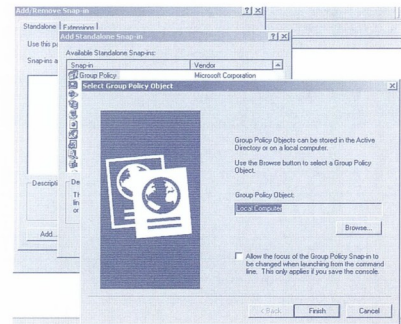 Add/Remove Snap-in
Standalone | Extensions
Use this pa
Snap-ins a
Descripti
Add...
Add Standalone Snap-in
Available Standalone Snap-ins:
Snap-in Vendor
Group Policy Microsoft Corporation
De
Th
lin
or
Select Group Policy Object
Group Policy Objects can be stored in the Active
Directory or on a local computer.
Use the Browse button to select a Group Policy
Object.
Group Policy Object:
Local Computer
Browse...
Allow the focus of the Group Policy Snap-in to
be changed when launching from the command
line. This only applies if you save the console.
< Back
Finish
Cancel